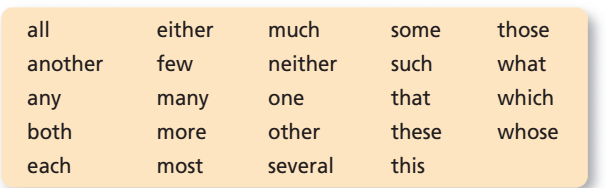 all either much some those
another few neither such what
any many one that which
both more other these whose
each most several this